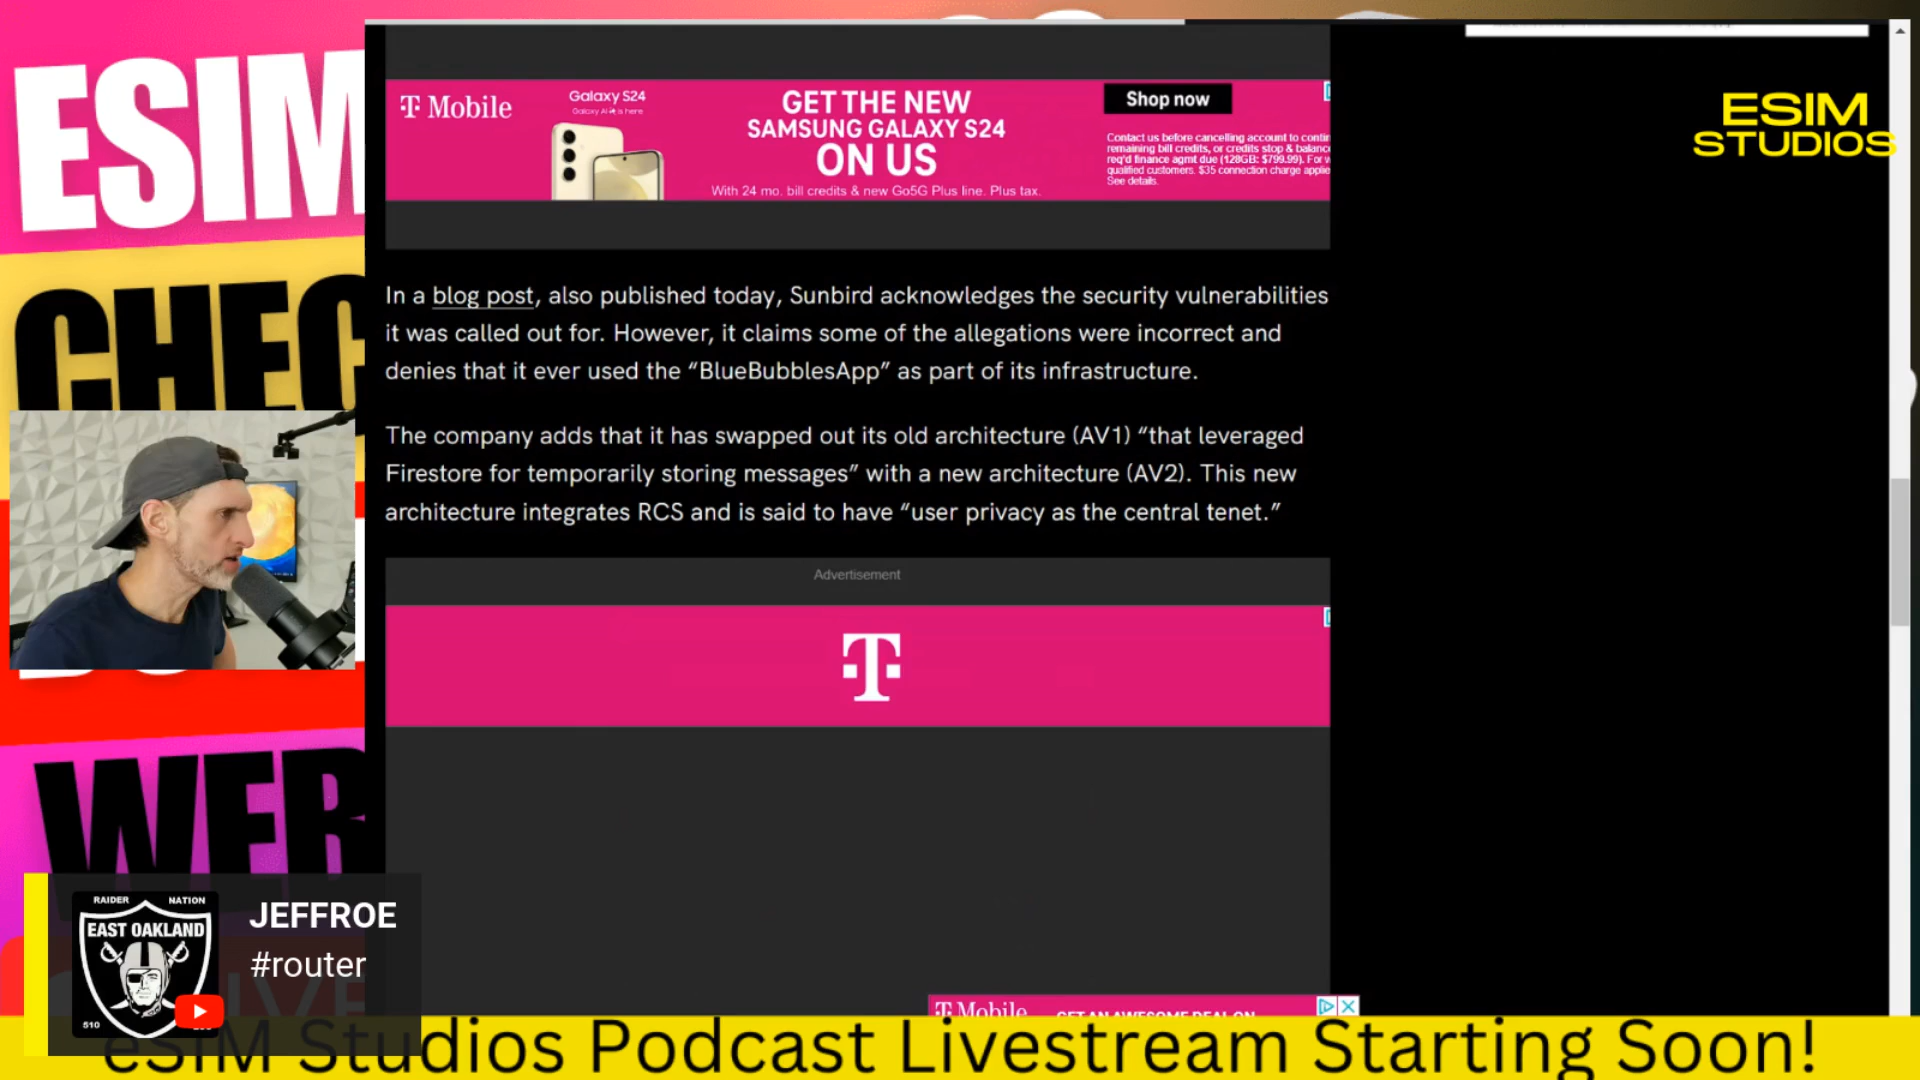 ESIM
CHEC
WEB
T Mobile
Galaxy S24
Galaxy AI is here
GET THE NEW
SAMSUNG GALAXY S24
ON US
With 24 mo. bill credits & new Go5G Plus line. Plus tax.
Shop now
Contact us before cancelling account to contin
remaining bill credits, or credits stop & balance
req'd finance agmt due (128GB: $799.99). For w
qualified customers. $35 connection charge applie
See details.
ESIM
STUDIOS
In a blog post, also published today, Sunbird acknowledges the security vulnerabilities
it was called out for. However, it claims some of the allegations were incorrect and
denies that it ever used the “BlueBubblesApp” as part of its infrastructure.
The company adds that it has swapped out its old architecture (AV1) “that leveraged
Firestore for temporarily storing messages” with a new architecture (AV2). This new
architecture integrates RCS and is said to have “user privacy as the central tenet.”
Advertisement
T
RAIDER NATION
EAST OAKLAND
510
JEFFROE
#router
T Mobile
GET AN AWESOME DEAL ON
eSIM Studios Podcast Livestream Starting Soon!